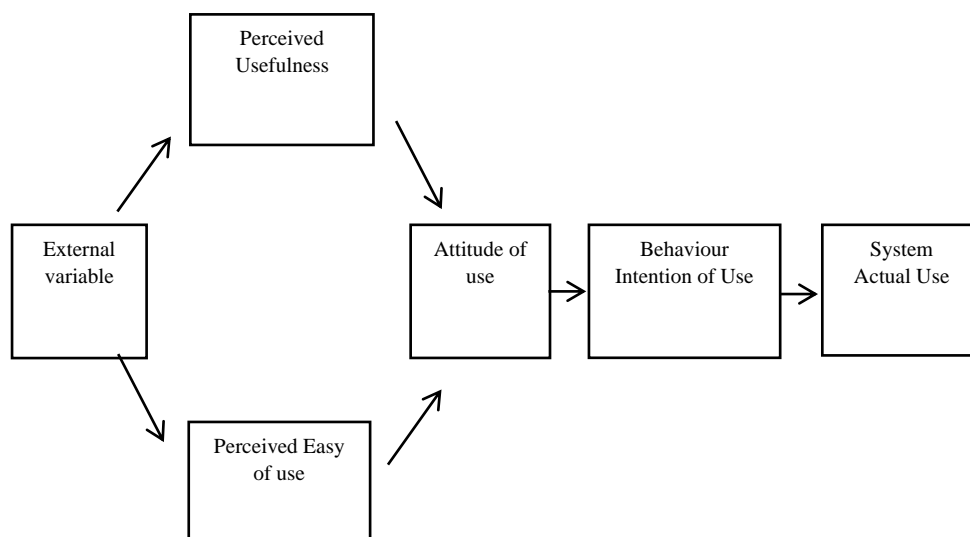 Perceived
Usefulness
External
variable
Attitude of
use
Behaviour
Intention of Use
System
Actual Use
Perceived Easy
of use